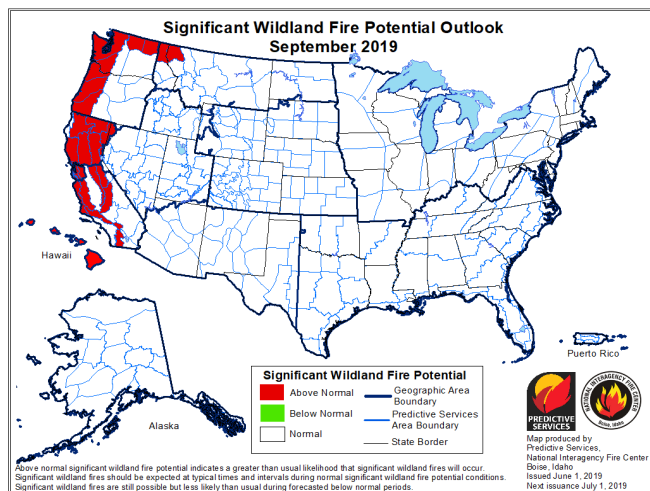 Significant Wildland Fire Potential Outlook
September 2019
Hawaii
Alaska
Puerto Rico
Significant Wildland Fire Potential
Above Normal
Below Normal
Normal
Geographic Area
Boundary
Predictive Services
Area Boundary
State Border
PREDICTIVE
SERVICES
NATIONAL INTERAGENCY FIRE CENTER
Boise, Idaho
Map produced by
Predictive Services,
National Interagency Fire Center
Boise, Idaho
Issued June 1, 2019
Next issuance July 1, 2019
Above normal significant wildland fire potential indicates a greater than usual likelihood that significant wildland fires will occur.
Significant wildland fires should be expected at typical times and intervals during normal significant wildland fire potential conditions.
Significant wildland fires are still possible but less likely than usual during forecasted below normal periods.